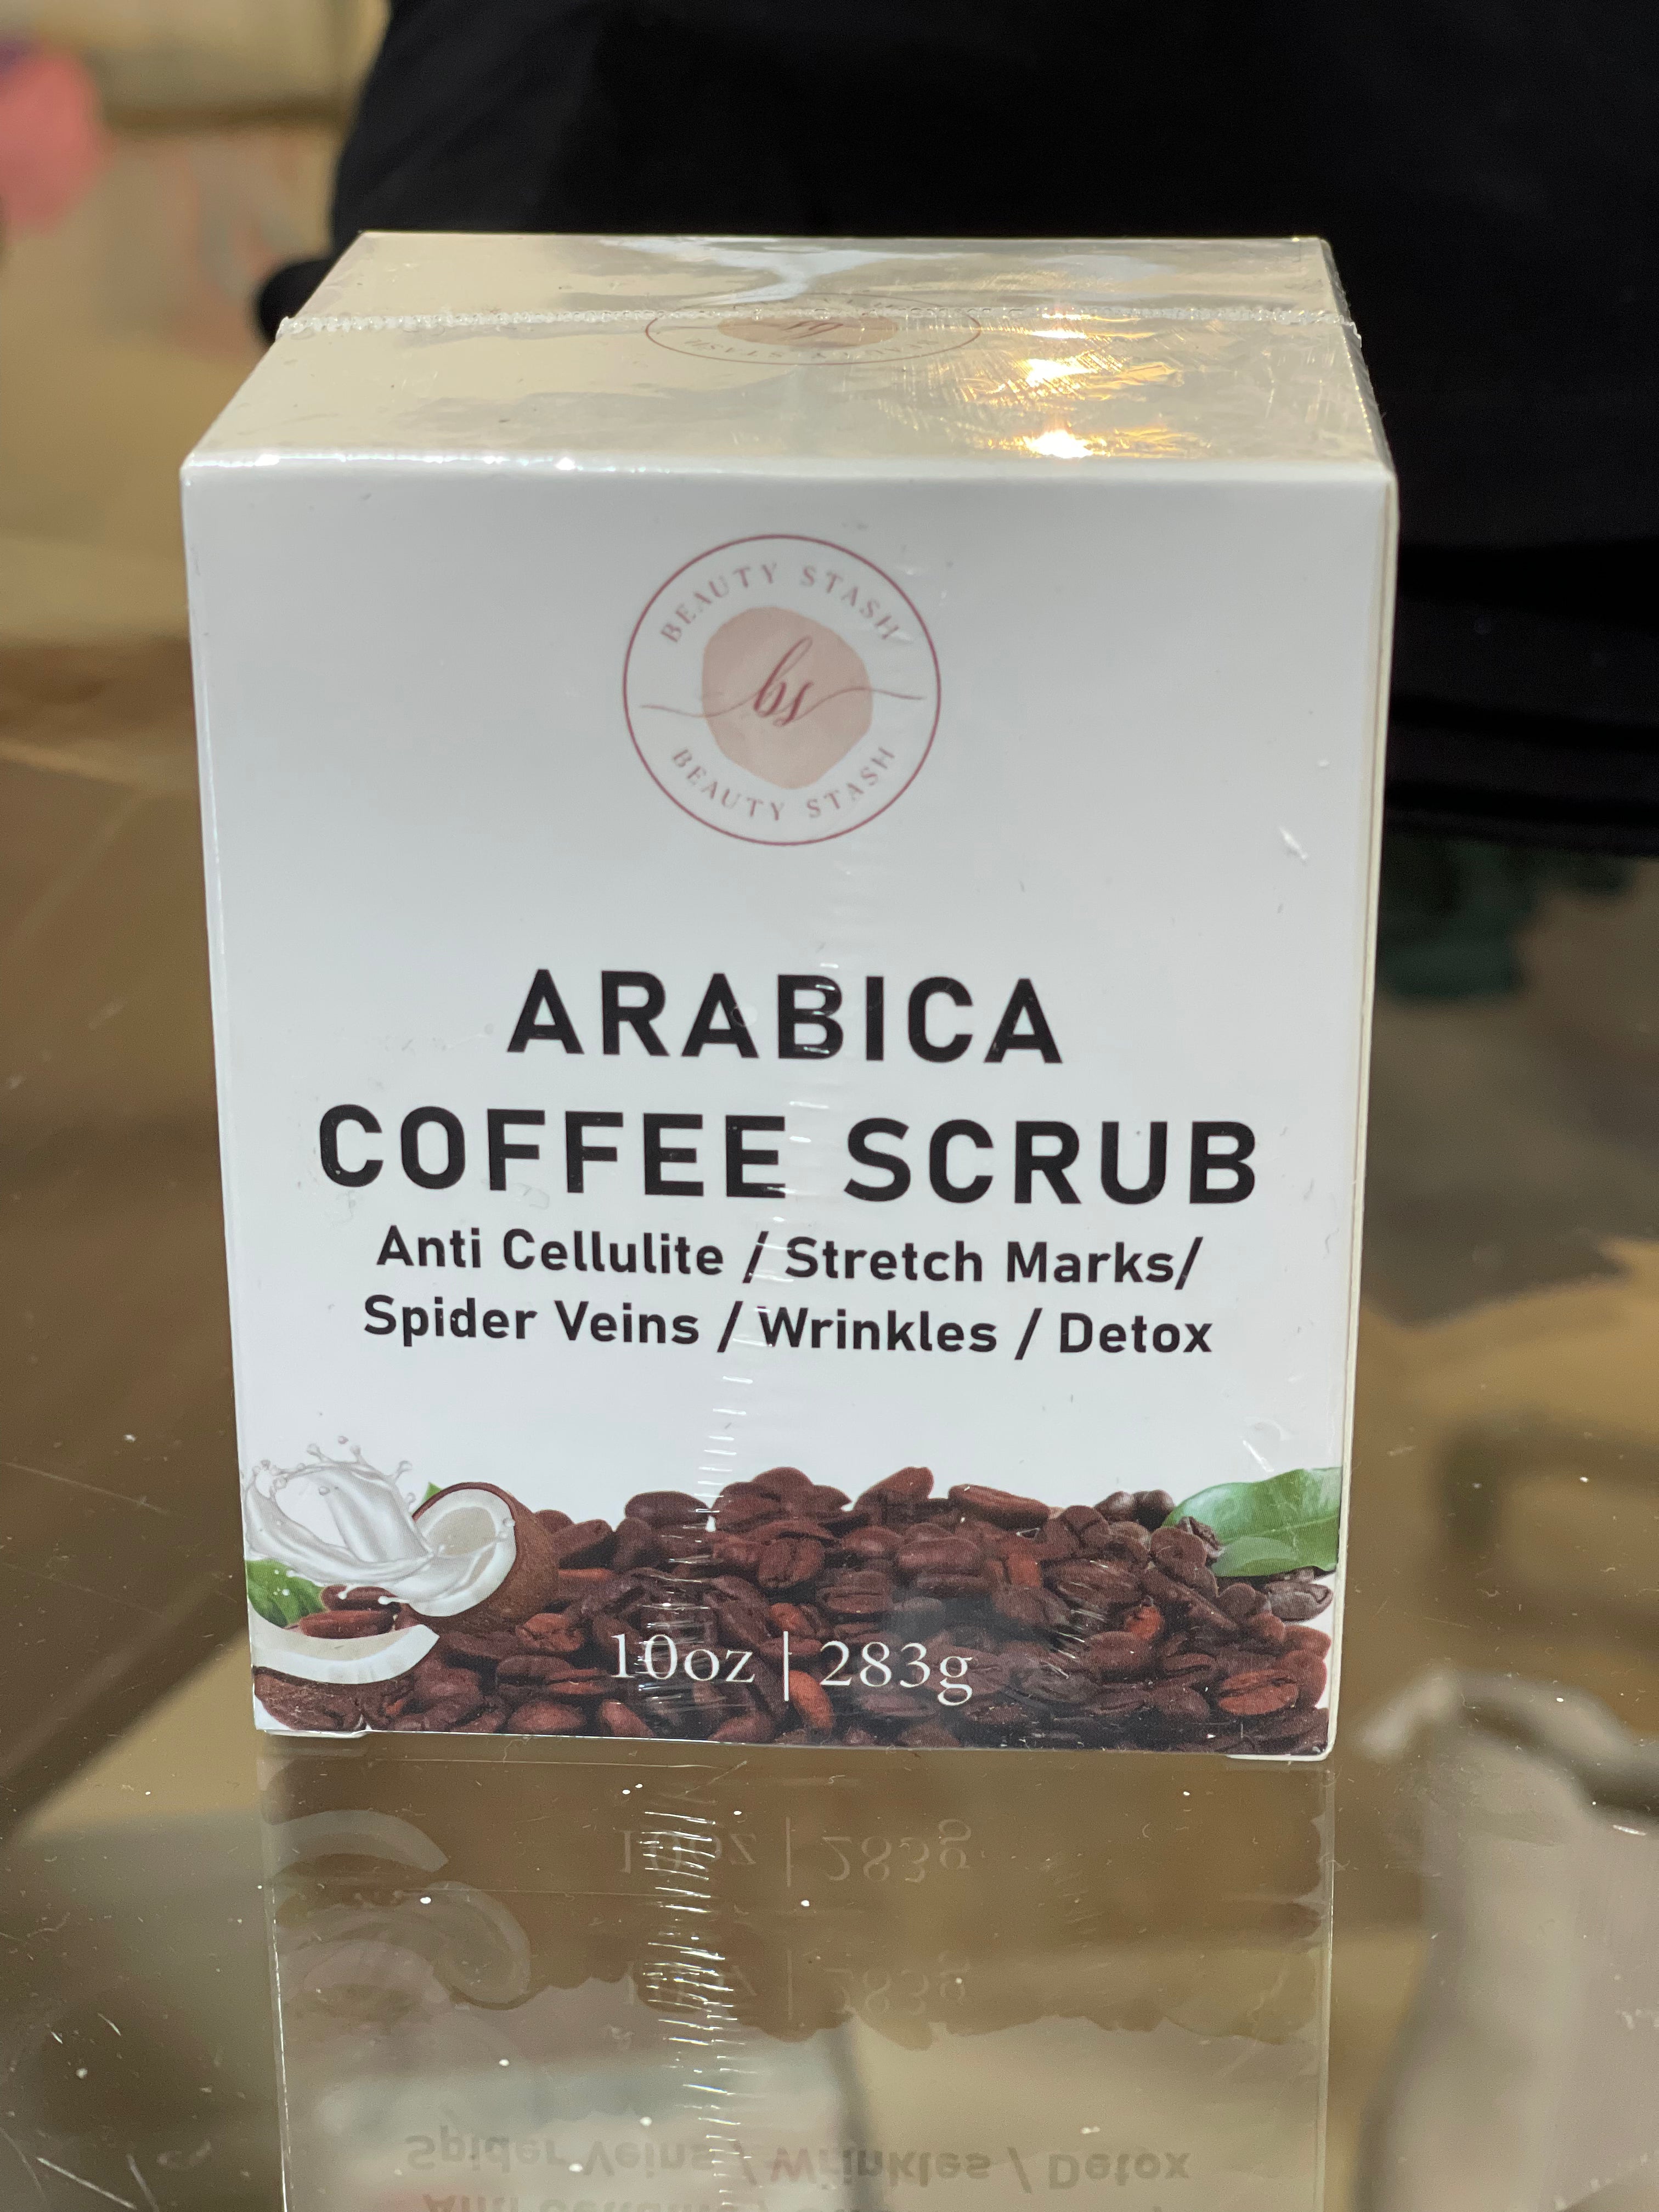 BEAUTY STASH
bs
BEAUTY STASH
ARABICA
COFFEE SCRUB
Anti Cellulite / Stretch Marks/
Spider Veins / Wrinkles / Detox
10oz | 283g